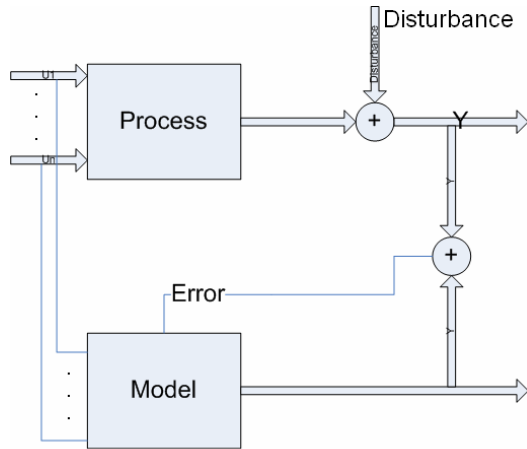 Disturbance
Disturbance
U1
Process
+
Y
Un
Y
+
Error
Y
Model